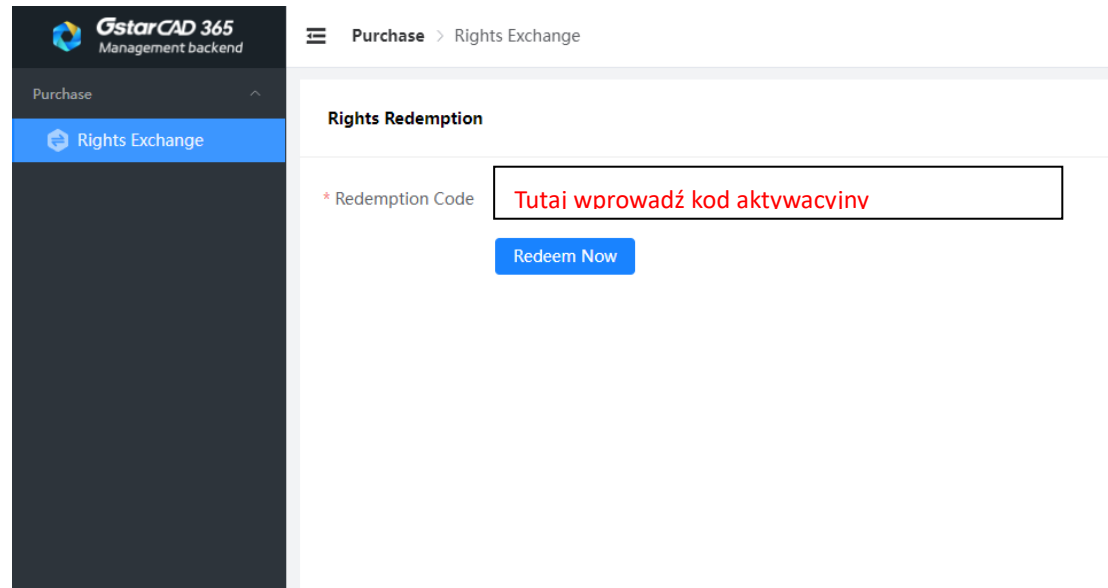 GstarCAD 365
Management backend
Purchase > Rights Exchange
Purchase
Rights Exchange
Rights Redemption
* Redemption Code
Tutaj wprowadź kod aktywacyjny
Redeem Now